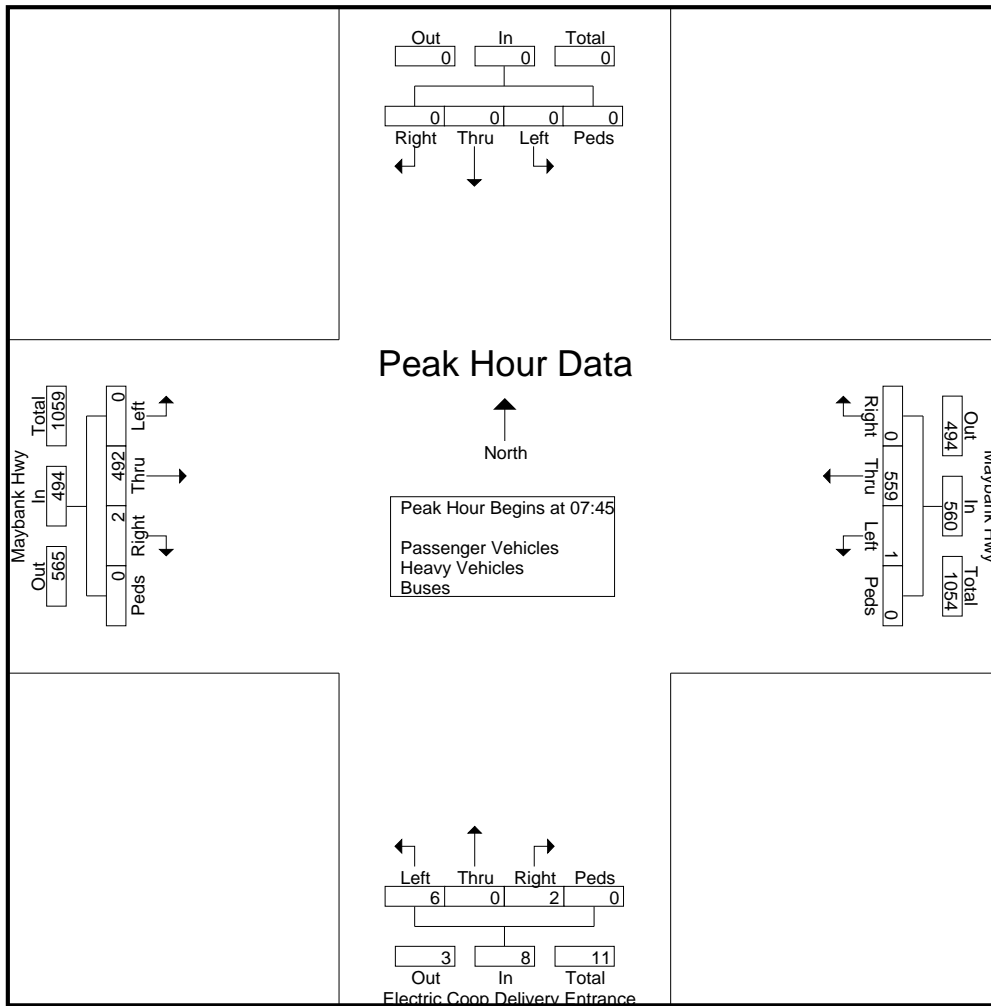 Out In Total
0 0 0
0 0 0 0
Right Thru Left Peds
Peak Hour Data
North
Peak Hour Begins at 07:45
Passenger Vehicles
Heavy Vehicles
Buses
Maybank Hwy
Out In Total
565 494 1059
0 492 2 0
Left Thru Right Peds
Right Thru Left Peds
0 559 1 0
Out In Total
494 560 1054
Maybank Hwy
Left Thru Right Peds
6 0 2 0
3 8 11
Out In Total
Electric Coop Delivery Entrance